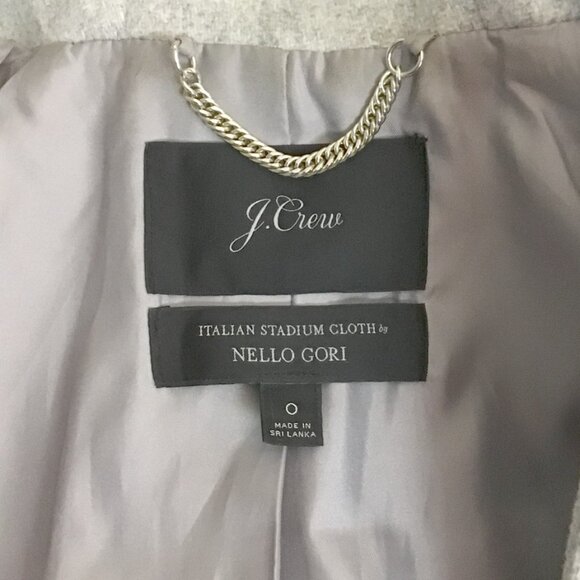 J.Crew
ITALIAN STADIUM CLOTH by
NELLO GORI
0
MADE IN
SRI LANKA